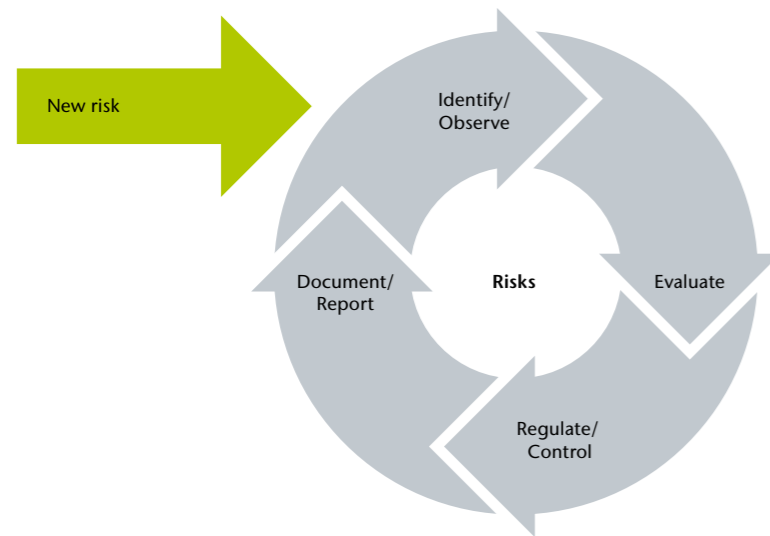 New risk
Identify/
Observe
Document/
Report
Risks
Evaluate
Regulate/
Control